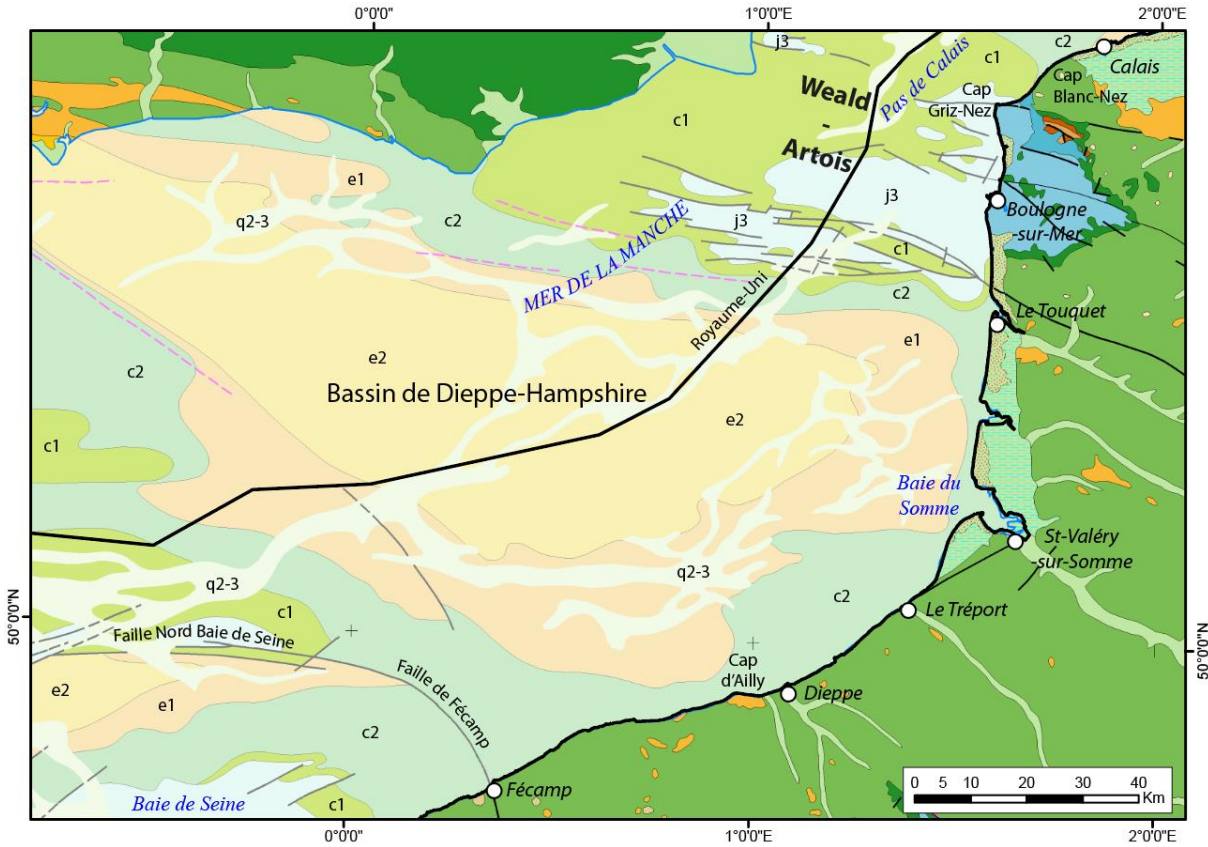 0°0'0"
1°0'0"E
2°0'0"E
j3
c2
Calais
Pas de Calais
c1
Weald
-
Artois
Cap
Griz-Nez
Cap
Blanc-Nez
c1
e1
q2-3
c2
j3
j3
Boulogne
-sur-Mer
MER DE LA MANCHE
c1
c2
Royaume-Uni
Le Touquet
e1
e2
c2
Bassin de Dieppe-Hampshire
e2
c1
Baie du
Somme
St-Valéry
-sur-Somme
q2-3
q2-3
c2
c1
Le Tréport
50°0'0"N
Faille Nord Baie de Seine
50°0'0"N
Cap
d'Ailly
Faille de Fécamp
Dieppe
e2
e1
c2
Fécamp
Baie de Seine
c1
0 5 10 20 30 40
Km
0°0'0"
1°0'0"E
2°0'0"E